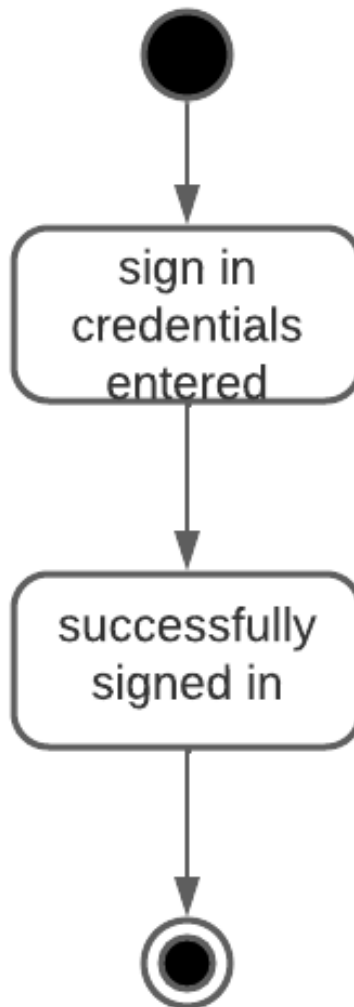 sign in
credentials
entered
successfully
signed in